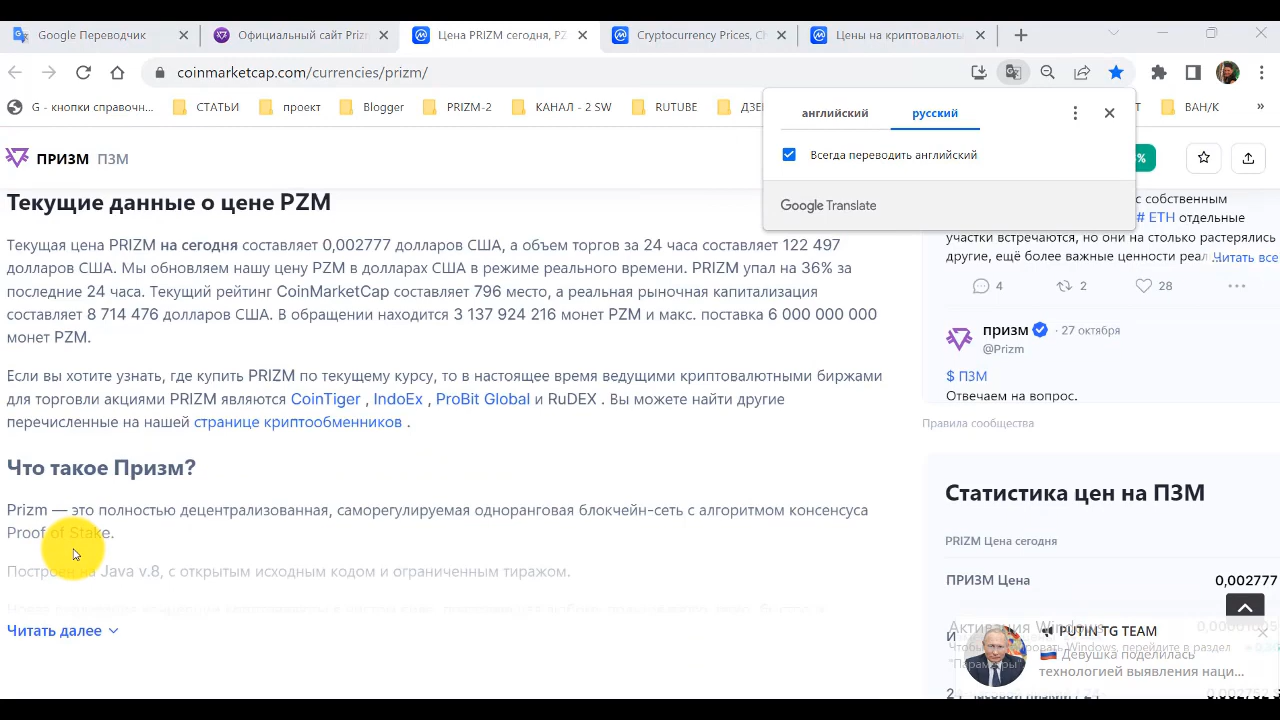 Google Переводчик
Официальный сайт Prizm
Цена PRIZM сегодня, PZ
Cryptocurrency Prices, Ch
Цены на криптовалюты
coinmarketcap.com/currencies/prizm/
G - кнопки справочн...
СТАТЬИ
проект
Blogger
PRIZM-2
КАНАЛ - 2 SW
RUTUBE
ДЗЕ
Т
ВАН/К
»
английский
русский
Всегда переводить английский
Google Translate
ПРИЗМ ПЗМ
%
Текущие данные о цене PZM
Текущая цена PRIZM на сегодня составляет 0,002777 долларов США, а объем торгов за 24 часа составляет 122 497
долларов США. Мы обновляем нашу цену PZM в долларах США в режиме реального времени. PRIZM упал на 36% за
последние 24 часа. Текущий рейтинг CoinMarketCap составляет 796 место, а реальная рыночная капитализация
составляет 8 714 476 долларов США. В обращении находится 3 137 924 216 монет PZM и макс. поставка 6 000 000 000
монет PZM.
Если вы хотите узнать, где купить PRIZM по текущему курсу, то в настоящее время ведущими криптовалютными биржами
для торговли акциями PRIZM являются CoinTiger , IndoEx , ProBit Global и RuDEX . Вы можете найти другие
перечисленные на нашей странице криптообменников .
Что такое Призм?
Prizm — это полностью децентрализованная, саморегулируемая одноранговая блокчейн-сеть с алгоритмом консенсуса
Proof of Stake.
Построен на Java v.8, с открытым исходным кодом и ограниченным тиражом.
Читать далее
с собственным
# ETH отдельные
участки встречаются, но они на столько растерялись
другие, ещё более важные ценности реал ...Читать все
4
2
28
призм · 27 октября
@Prizm
$ ПЗМ
Отвечаем на вопрос.
Правила сообщества
Статистика цен на ПЗМ
PRIZM Цена сегодня
ПРИЗМ Цена
0,002777
Активация Windows
PUTIN TG TEAM
Девушка поделилась
технологией выявления наци...